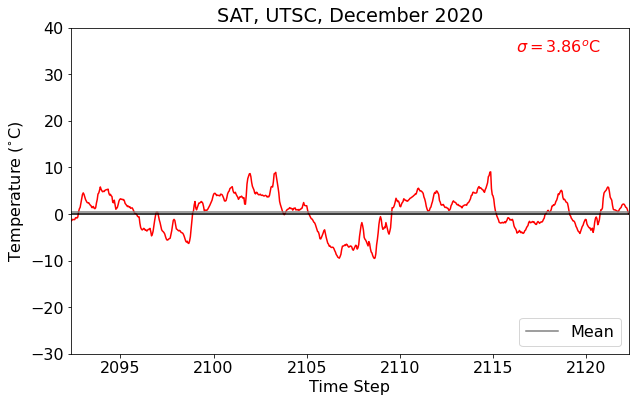 SAT, UTSC, December 2020
σ = 3.86°C
Temperature (°C)
40
30
20
10
0
−10
−20
−30
Mean
2095 2100 2105 2110 2115 2120
Time Step